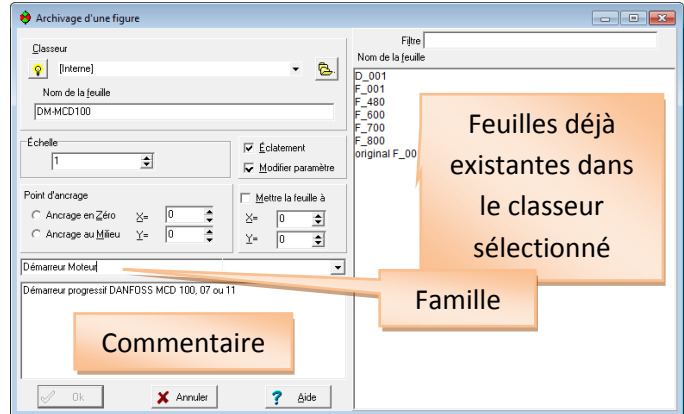 Archivage d'une figure
Classeur
[Interne]
Nom de la feuille
DM-MCD100
Échelle
1
Éclatement
Modifier paramètre
Point d'ancrage
Ancrage en Zéro X= 0
Ancrage au Milieu Y= 0
Mettre la feuille à
X= 0
Y= 0
Démarreur Moteur
Démarreur progressif DANFOSS MCD 100, 07 ou 11
Commentaire
Ok
Annuler
Aide
Filtre
Nom de la feuille
D_001
F_001
F_480
F_600
F_700
F_800
original F_00
Feuilles déjà
existantes dans
le classeur
sélectionné
Famille